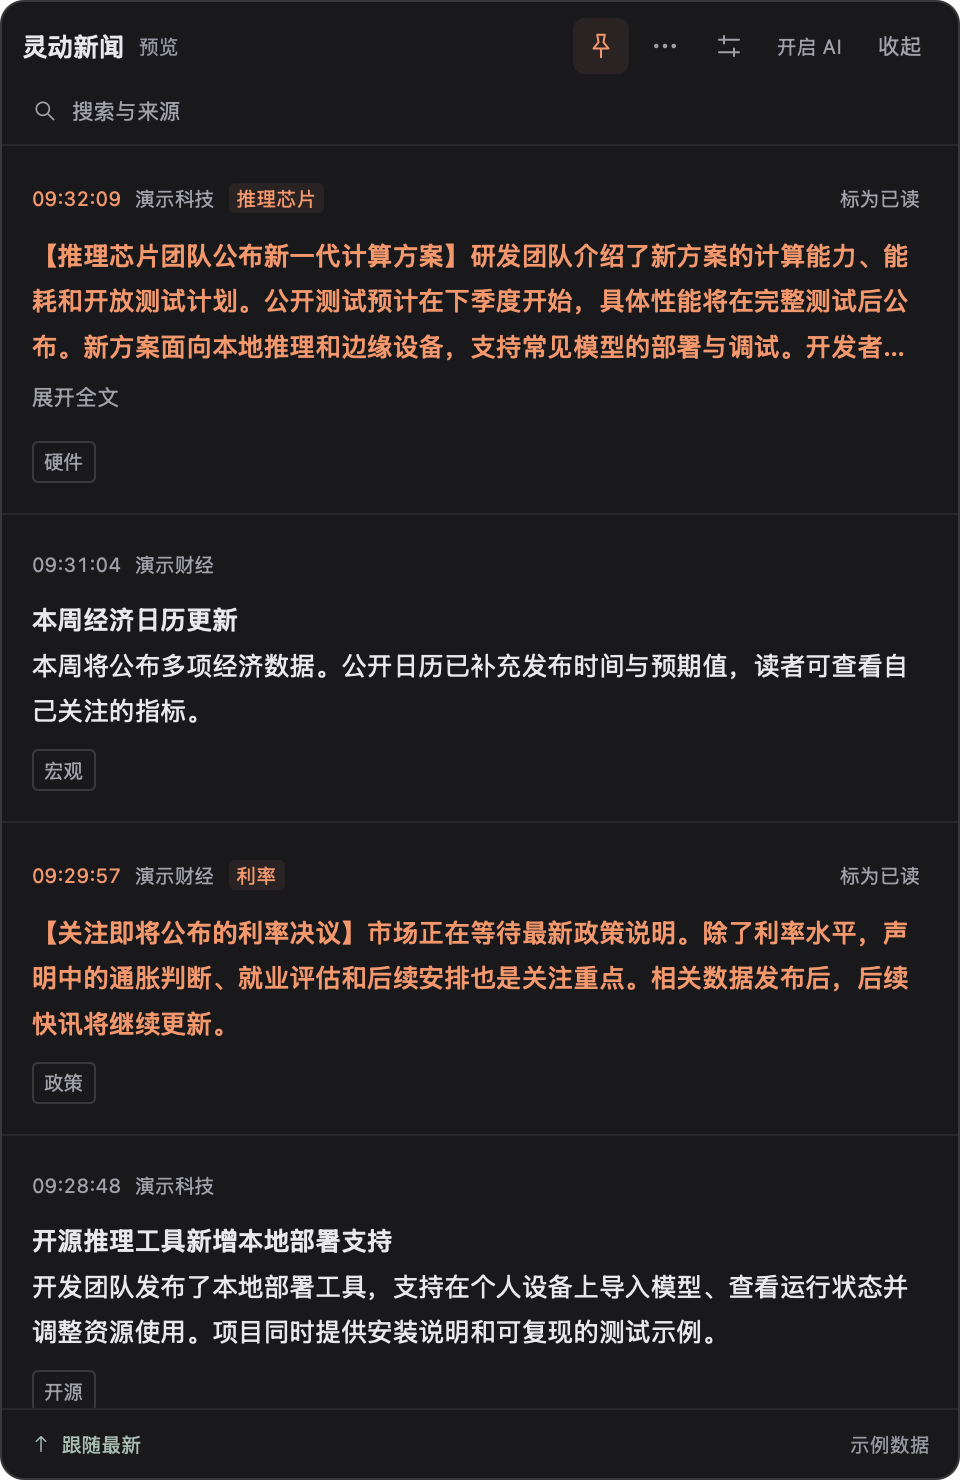 灵动新闻 预览 开启 AI 收起
搜索与来源
09:32:09 演示科技 推理芯片 标为已读
【推理芯片团队公布新一代计算方案】研发团队介绍了新方案的计算能力、能
耗和开放测试计划。公开测试预计在下季度开始，具体性能将在完整测试后公
布。新方案面向本地推理和边缘设备，支持常见模型的部署与调试。开发者...
展开全文
硬件
09:31:04 演示财经
本周经济日历更新
本周将公布多项经济数据。公开日历已补充发布时间与预期值，读者可查看自
己关注的指标。
宏观
09:29:57 演示财经 利率 标为已读
【关注即将公布的利率决议】市场正在等待最新政策说明。除了利率水平，声
明中的通胀判断、就业评估和后续安排也是关注重点。相关数据发布后，后续
快讯将继续更新。
政策
09:28:48 演示科技
开源推理工具新增本地部署支持
开发团队发布了本地部署工具，支持在个人设备上导入模型、查看运行状态并
调整资源使用。项目同时提供安装说明和可复现的测试示例。
开源
↑ 跟随最新 示例数据